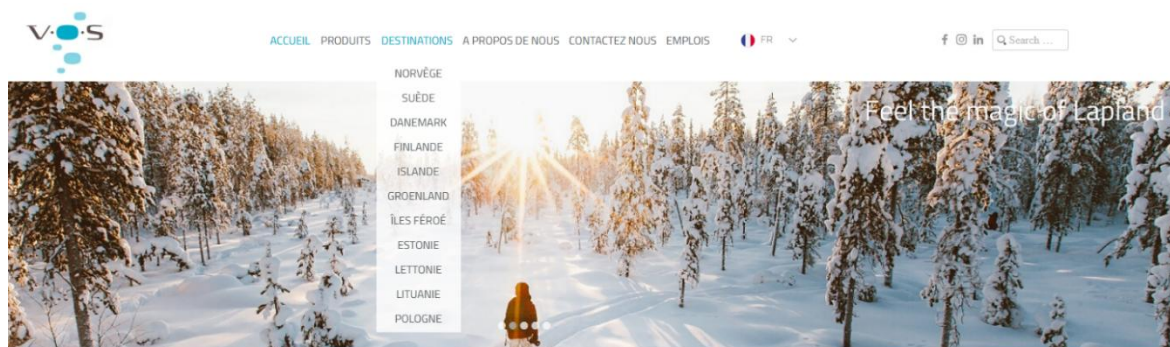 V·O·S
ACCUEIL PRODUITS DESTINATIONS A PROPOS DE NOUS CONTACTEZ NOUS EMPLOIS FR f in Search ...
NORVÈGE
SUÈDE
DANEMARK
FINLANDE
ISLANDE
GROENLAND
ÎLES FÉROÉ
ESTONIE
LETTONIE
LITUANIE
POLOGNE
Feel the magic of Lapland